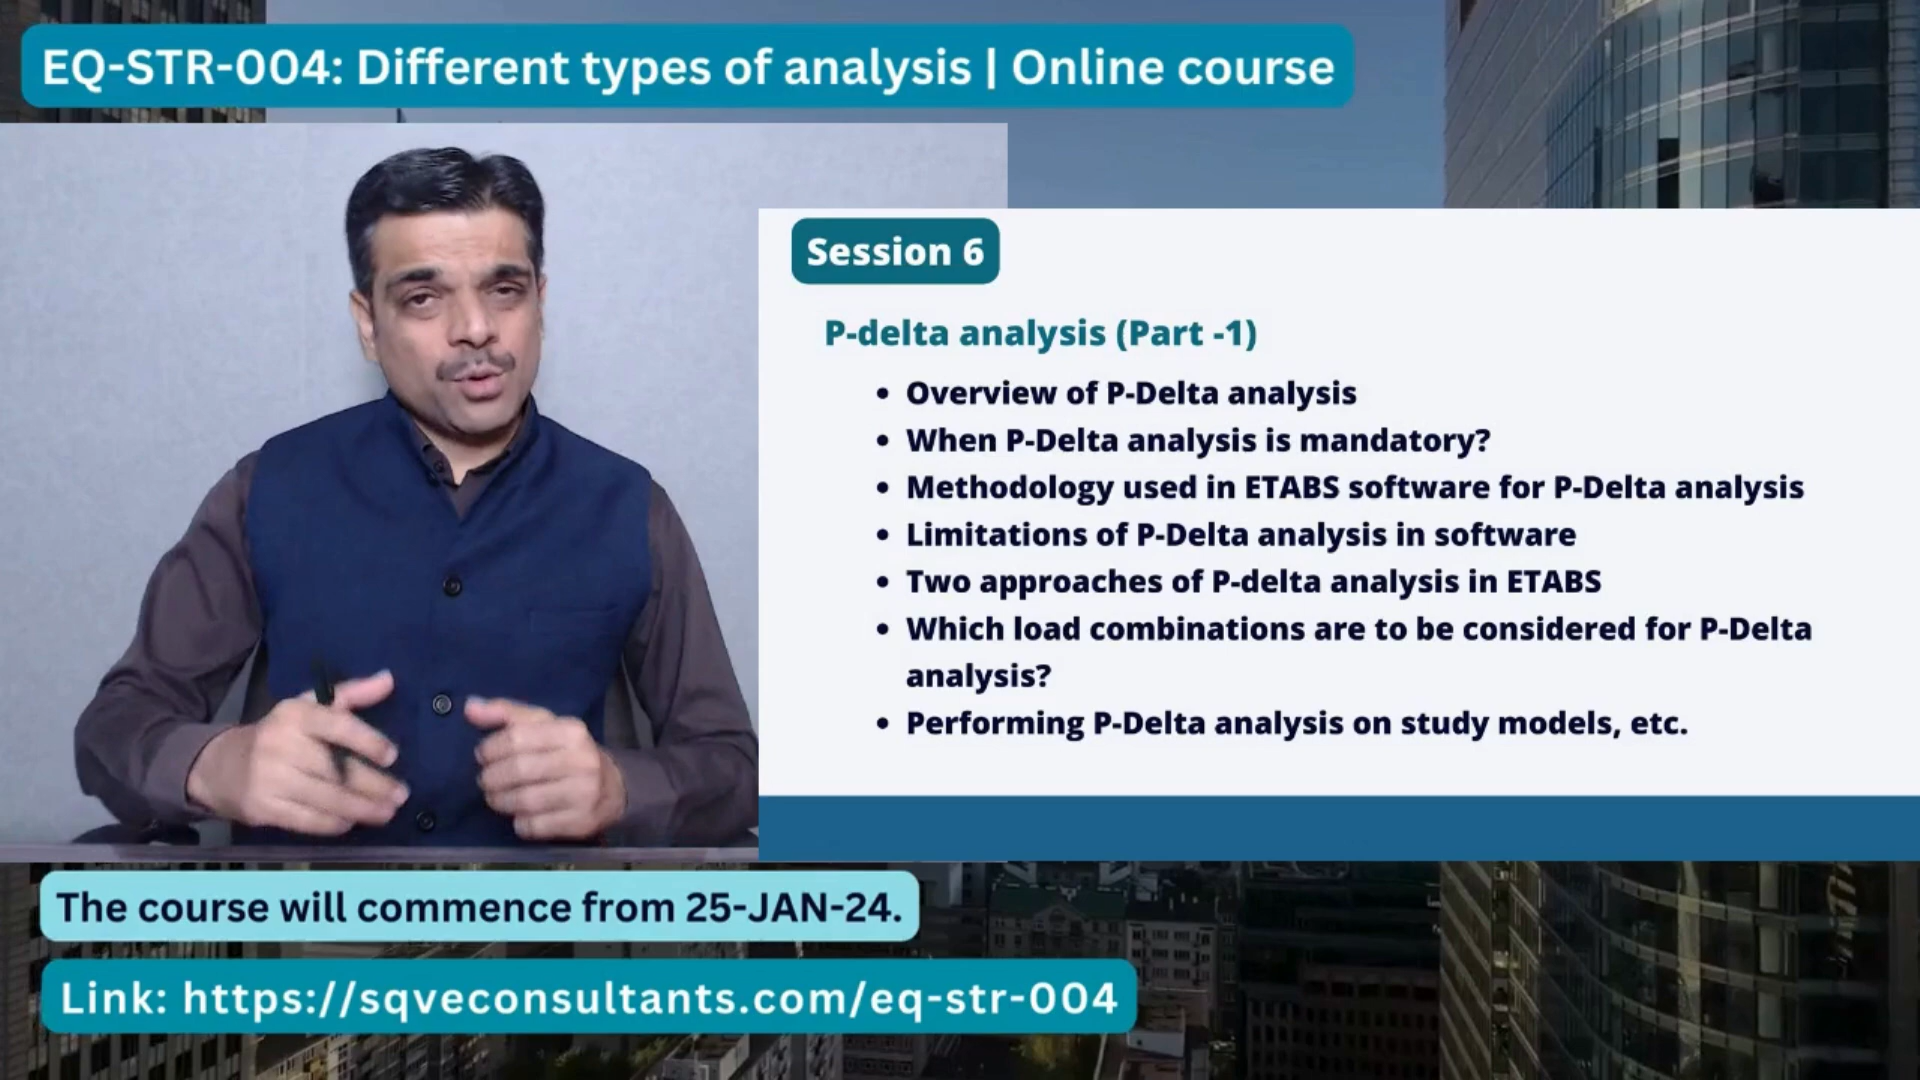 EQ-STR-004: Different types of analysis | Online course
Session 6
P-delta analysis (Part -1)
• Overview of P-Delta analysis
• When P-Delta analysis is mandatory?
• Methodology used in ETABS software for P-Delta analysis
• Limitations of P-Delta analysis in software
• Two approaches of P-delta analysis in ETABS
• Which load combinations are to be considered for P-Delta
analysis?
• Performing P-Delta analysis on study models, etc.
The course will commence from 25-JAN-24.
Link: https://sqveconsultants.com/eq-str-004